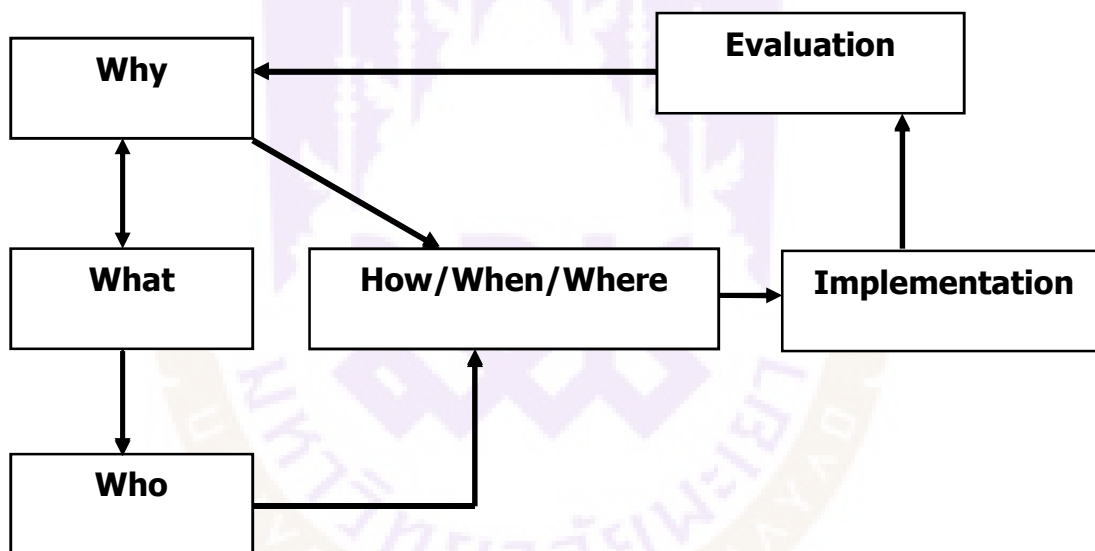 Why
Evaluation
What
How/When/Where
Implementation
Who